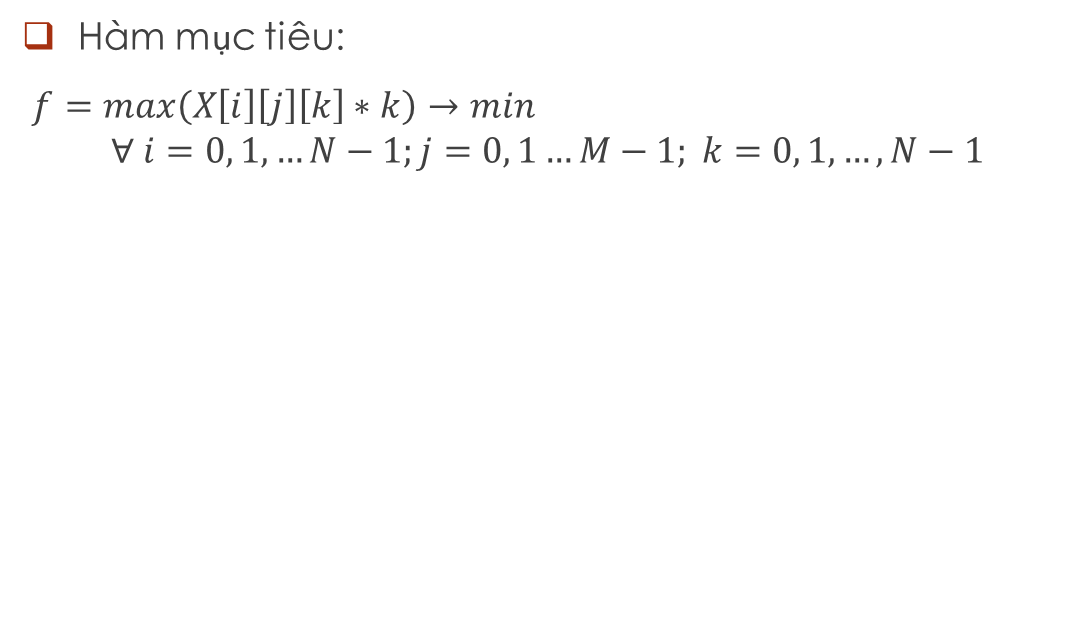 Hàm mục tiêu:
𝑓 = 𝑚𝑎𝑥(𝑋[𝑖][𝑗][𝑘] ∗ 𝑘) → 𝑚𝑖𝑛
∀ 𝑖 = 0, 1, … 𝑁 − 1; 𝑗 = 0, 1 … 𝑀 − 1; 𝑘 = 0, 1, … , 𝑁 − 1